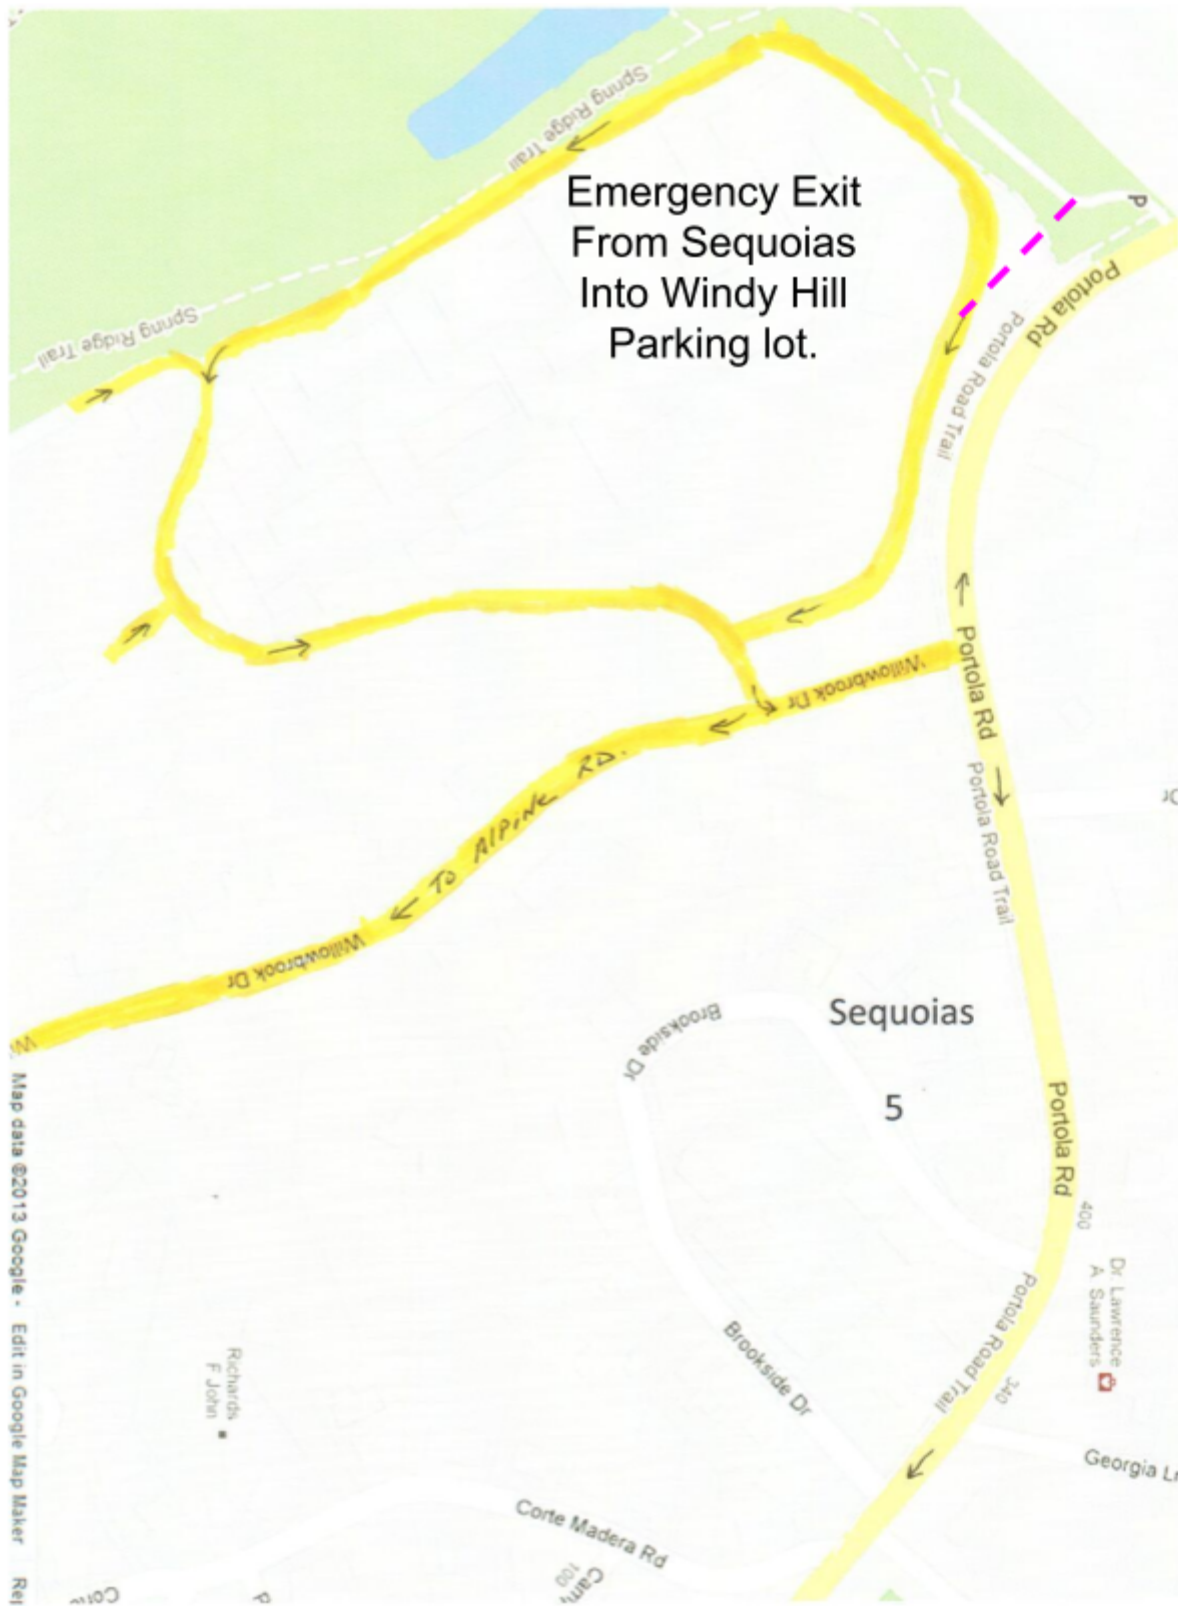 Spring Ridge Trail
Emergency Exit
From Sequoias
Into Windy Hill
Parking lot.
P
Portola Rd
Portola Road Trail
Spring Ridge Trail
Willowbrook Dr
Portola Rd
Portola Road Trail
TO AlPiNE RD.
Willowbrook Dr
Sequoias
5
Brookside Dr
Portola Rd
400
Dr. Lawrence
A. Saunders
Portola Road Trail
340
Brookside Dr
Richards
F John
Georgia Ln
Corte Madera Rd
100
Map data ©2013 Google - Edit in Google Map Maker